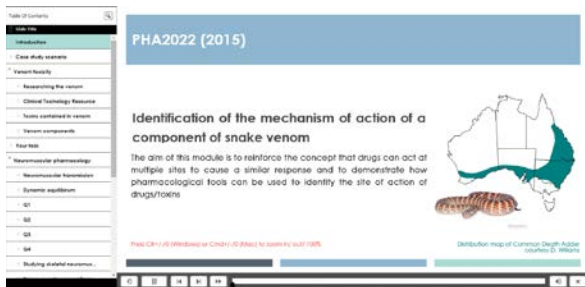 Table Of Contents
Slide Title
Introduction
Case study scenario
Venom toxicity
Researching the venom
Clinical Toxinology Resource
Toxins contained in venom
Venom components
Your task
Neuromuscular pharmacology
Neuromuscular transmission
Dynamic equilibrium
Q1
Q2
Q3
Q4
Studying skeletal neuromus...
PHA2022 (2015)
Identification of the mechanism of action of a
component of snake venom
The aim of this module is to reinforce the concept that drugs can act at
multiple sites to cause a similar response and to demonstrate how
pharmacological tools can be used to identify the site of action of
drugs/toxins
Press Ctrl+/-/0 (Windows) or Cmd+/-/0 (Mac) to zoom in/ out/ 100%
Distribution map of Common Death Adder
courtesy D. Williams